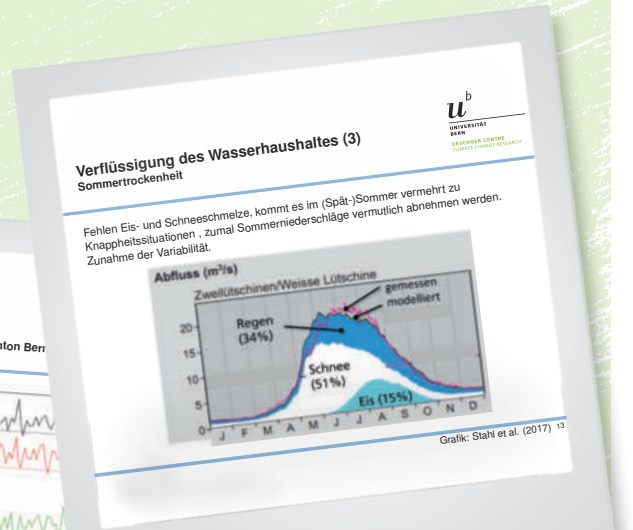 u^b
UNIVERSITÄT
BERN
OESCHGER CENTRE
CLIMATE CHANGE RESEARCH
Verflüssigung des Wasserhaushaltes (3)
Sommertrockenheit
Fehlen Eis- und Schneeschmelze, kommt es im (Spät-)Sommer vermehrt zu
Knappheitssituationen , zumal Sommerniederschläge vermutlich abnehmen werden.
Zunahme der Variabilität.
Abfluss (m³/s)
Zweilütschinen/Weisse Lütschine
gemessen
modelliert
Regen
(34%)
Schnee
(51%)
Eis (15%)
20
15
10
5
0
J F M A M J J A S O N D
Grafik: Stahl et al. (2017) 13